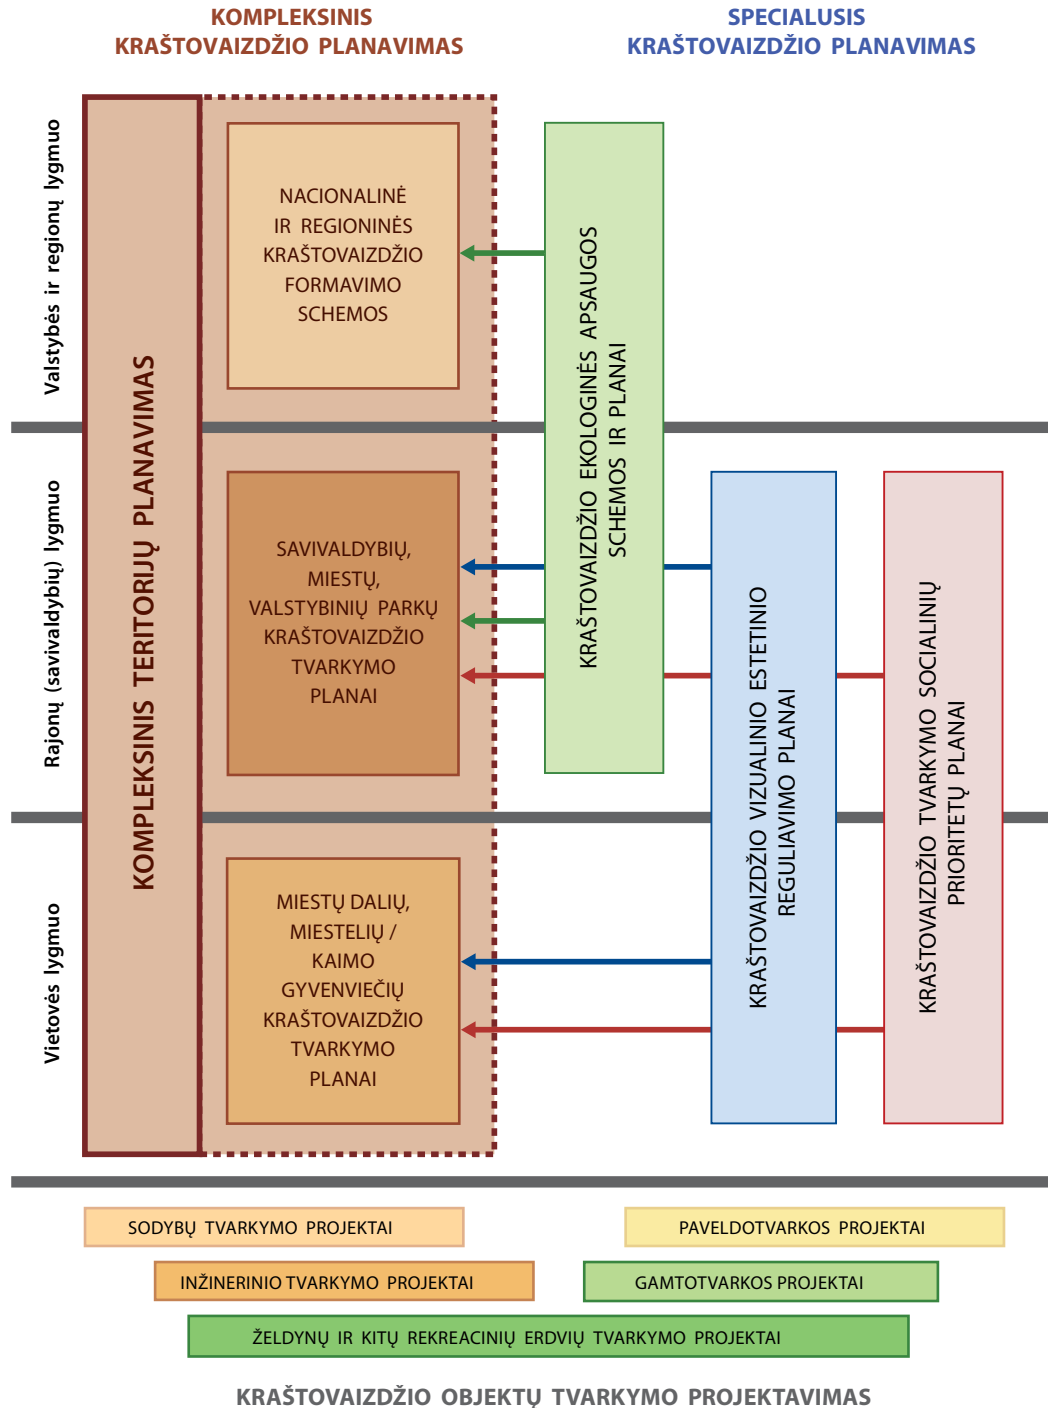 KOMPLEKSINIS
KRAŠTOVAIZDŽIO PLANAVIMAS
SPECIALUSIS
KRAŠTOVAIZDŽIO PLANAVIMAS
Valstybės ir regionų lygmuo
Rajonų (savivaldybių) lygmuo
Vietovės lygmuo
KOMPLEKSINIS TERITORIJŲ PLANAVIMAS
NACIONALINĖ
IR REGIONINĖS
KRAŠTOVAIZDŽIO
FORMAVIMO
SCHEMOS
SAVIVALDYBIŲ,
MIESTŲ,
VALSTYBINIŲ PARKŲ
KRAŠTOVAIZDŽIO
TVARKYMO
PLANAI
MIESTŲ DALIŲ,
MIESTELIŲ /
KAIMO
GYVENVIEČIŲ
KRAŠTOVAIZDŽIO
TVARKYMO
PLANAI
KRAŠTOVAIZDŽIO EKOLOGINĖS APSAUGOS
SCHEMOS IR PLANAI
KRAŠTOVAIZDŽIO VIZUALINIO ESTETINIO
REGULIAVIMO PLANAI
KRAŠTOVAIZDŽIO TVARKYMO SOCIALINIŲ
PRIORITETŲ PLANAI
SODYBŲ TVARKYMO PROJEKTAI
PAVELDOTVARKOS PROJEKTAI
INŽINERINIO TVARKYMO PROJEKTAI
GAMTOTVARKOS PROJEKTAI
ŽELDYNŲ IR KITŲ REKREACINIŲ ERDVIŲ TVARKYMO PROJEKTAI
KRAŠTOVAIZDŽIO OBJEKTŲ TVARKYMO PROJEKTAVIMAS